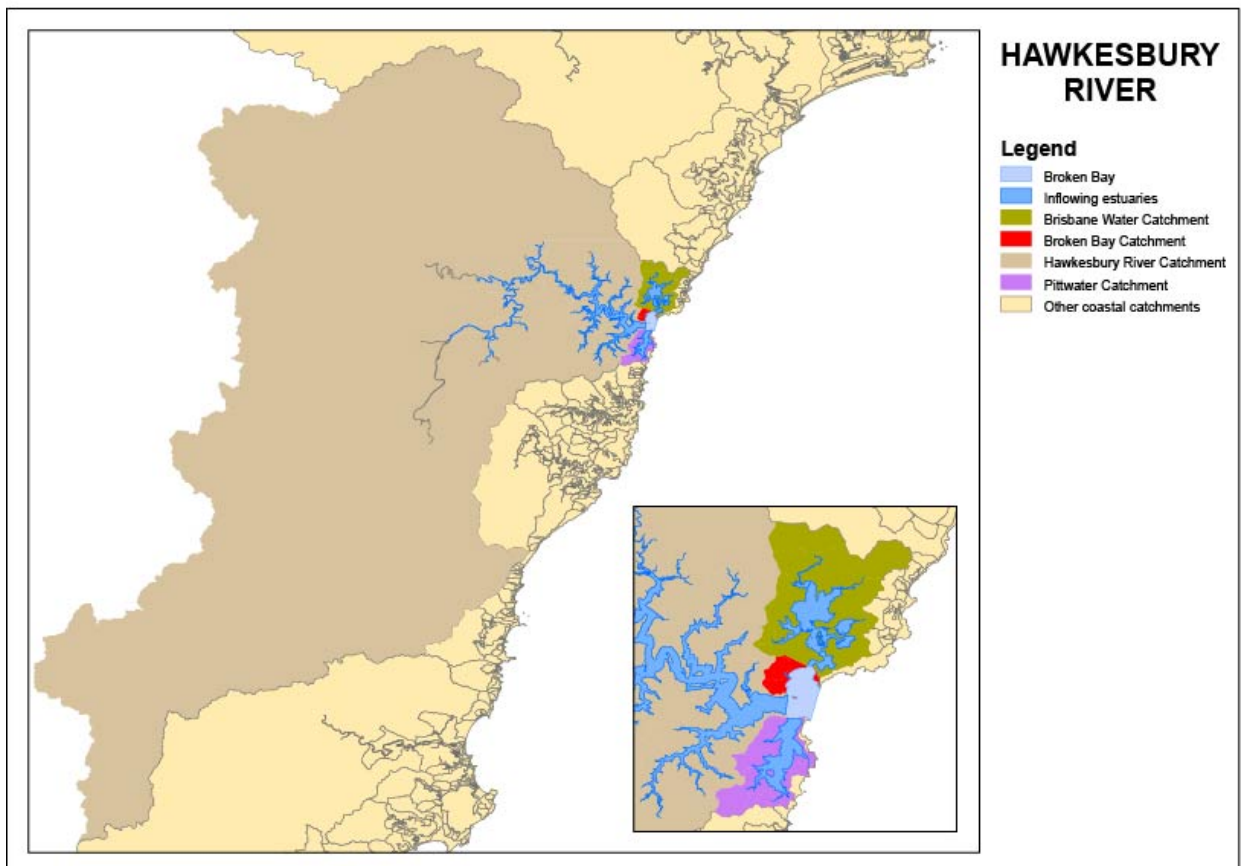 HAWKESBURY
RIVER
Legend
Broken Bay
Inflowing estuaries
Brisbane Water Catchment
Broken Bay Catchment
Hawkesbury River Catchment
Pittwater Catchment
Other coastal catchments